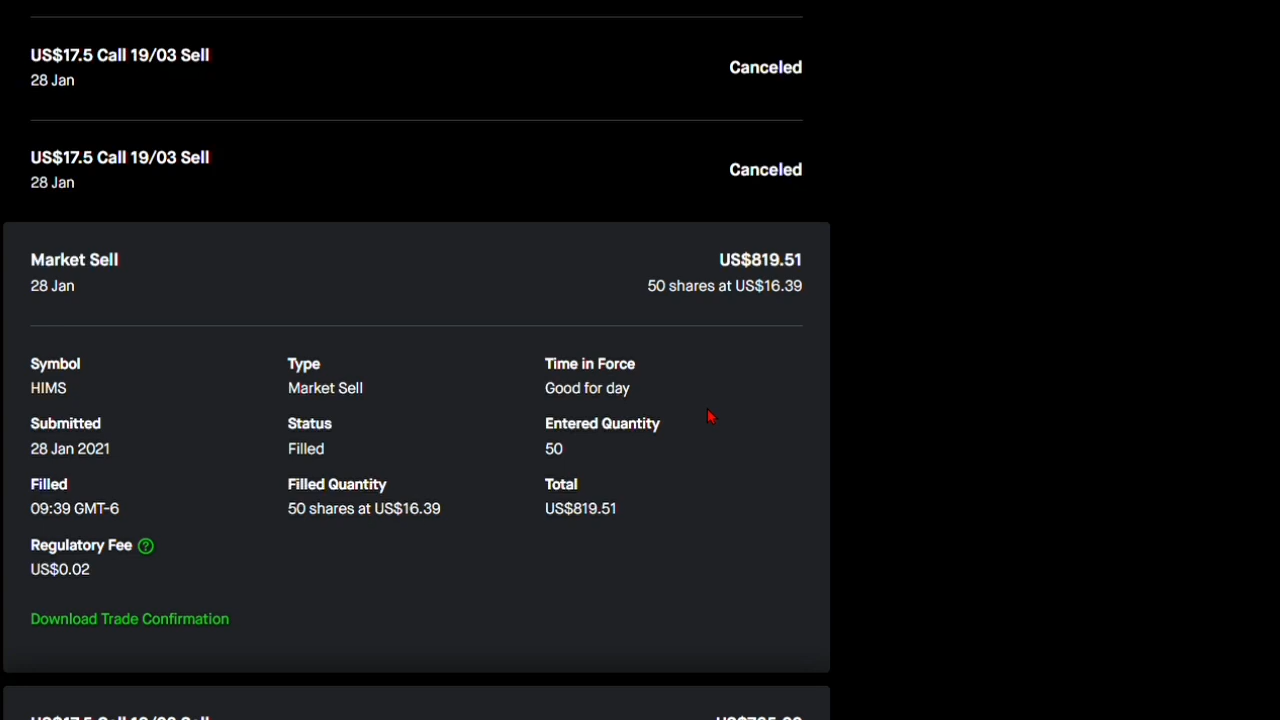 US$17.5 Call 19/03 Sell
28 Jan
Canceled
US$17.5 Call 19/03 Sell
28 Jan
Canceled
Market Sell
US$819.51
28 Jan
50 shares at US$16.39
Symbol
Type
Time in Force
HIMS
Market Sell
Good for day
Submitted
Status
Entered Quantity
28 Jan 2021
Filled
50
Filled
Filled Quantity
Total
09:39 GMT-6
50 shares at US$16.39
US$819.51
Regulatory Fee
US$0.02
Download Trade Confirmation